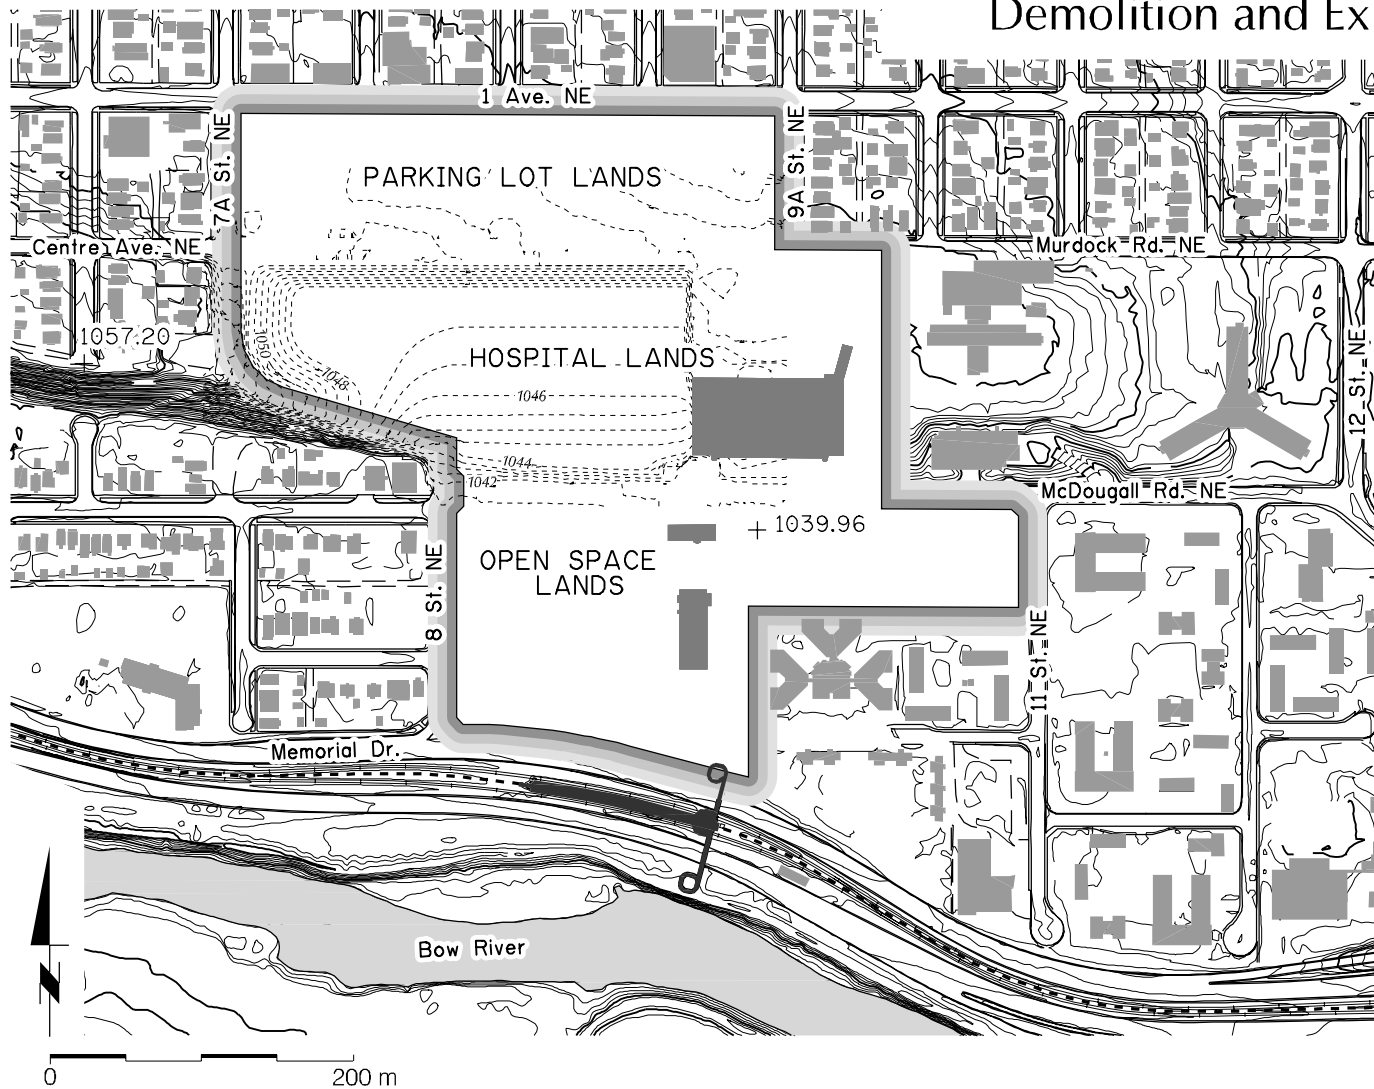 Demolition and Ex
1 Ave. NE
7A St. NE
9A St. NE
PARKING LOT LANDS
Centre Ave. NE
Murdock Rd. NE
1057.20
1050
1048
HOSPITAL LANDS
1046
12 St. NE
1044
1042
McDougall Rd. NE
1039.96
OPEN SPACE
LANDS
8 St. NE
11 St. NE
Memorial Dr.
Bow River
N
0
200 m